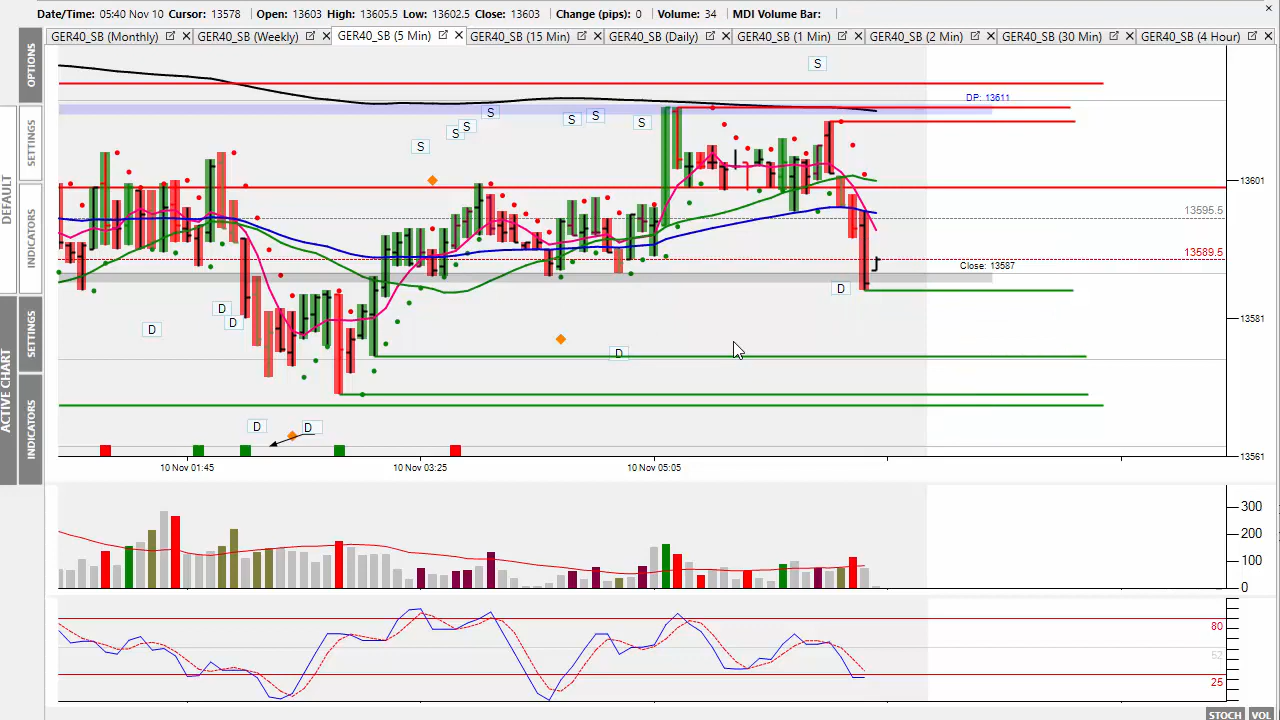 Date/Time: 05:40 Nov 10 Cursor: 13578 Open: 13603 High: 13605.5 Low: 13602.5 Close: 13603 Change (pips): 0 Volume: 34 MDI Volume Bar:
GER40_SB (Monthly) GER40_SB (Weekly) GER40_SB (5 Min) GER40_SB (15 Min) GER40_SB (Daily) GER40_SB (1 Min) GER40_SB (2 Min) GER40_SB (30 Min) GER40_SB (4 Hour)
OPTIONS
SETTINGS
DEFAULT
INDICATORS
SETTINGS
ACTIVE CHART
INDICATORS
S
DP: 13611
S
S S S S
S
S
13601
13595.5
13589.5
Close: 13587
D
D
D
D
D
13581
D
D
13561
10 Nov 01:45 10 Nov 03:25 10 Nov 05:05
300
200
100
0
80
52
25
STOCH VOL